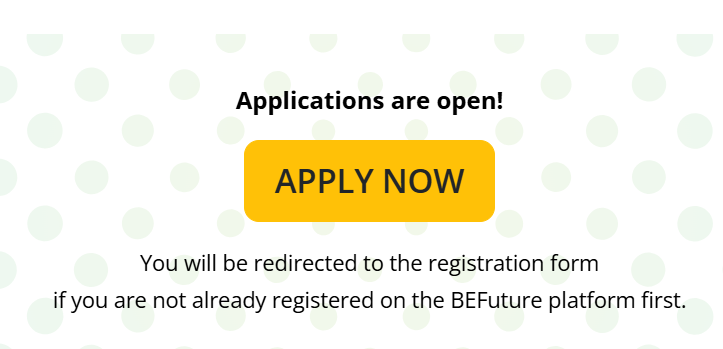 Applications are open!
APPLY NOW
You will be redirected to the registration form
if you are not already registered on the BEFuture platform first.